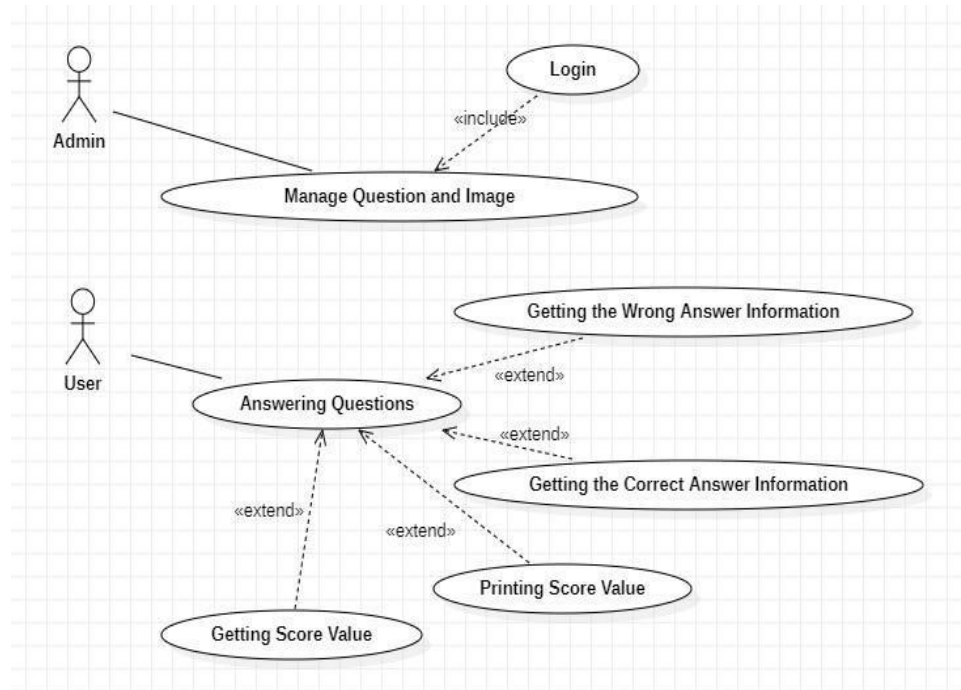 Login
«include»
Admin
Manage Question and Image
Getting the Wrong Answer Information
«extend»
User
Answering Questions
«extend»
Getting the Correct Answer Information
«extend»
«extend»
Printing Score Value
Getting Score Value